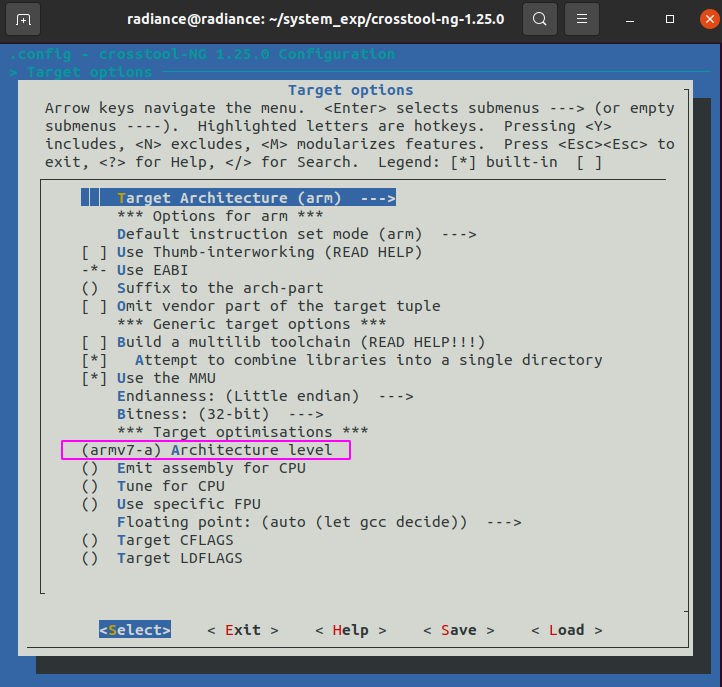 radiance@radiance: ~/system_exp/crosstool-ng-1.25.0
.config - crosstool-NG 1.25.0 Configuration
> Target options
Target options
Arrow keys navigate the menu.  <Enter> selects submenus ---> (or empty
submenus ----).  Highlighted letters are hotkeys.  Pressing <Y>
includes, <N> excludes, <M> modularizes features.  Press <Esc><Esc> to
exit, <?> for Help, </> for Search.  Legend: [*] built-in  [ ]
Target Architecture (arm)  --->
*** Options for arm ***
Default instruction set mode (arm)  --->
[ ] Use Thumb-interworking (READ HELP)
-*- Use EABI
()  Suffix to the arch-part
[ ] Omit vendor part of the target tuple
*** Generic target options ***
[ ] Build a multilib toolchain (READ HELP!!!)
[*]   Attempt to combine libraries into a single directory
[*] Use the MMU
Endianness: (Little endian)  --->
Bitness: (32-bit)  --->
*** Target optimisations ***
(armv7-a) Architecture level
()  Emit assembly for CPU
()  Tune for CPU
()  Use specific FPU
Floating point: (auto (let gcc decide))  --->
()  Target CFLAGS
()  Target LDFLAGS
<Select>    < Exit >    < Help >    < Save >    < Load >